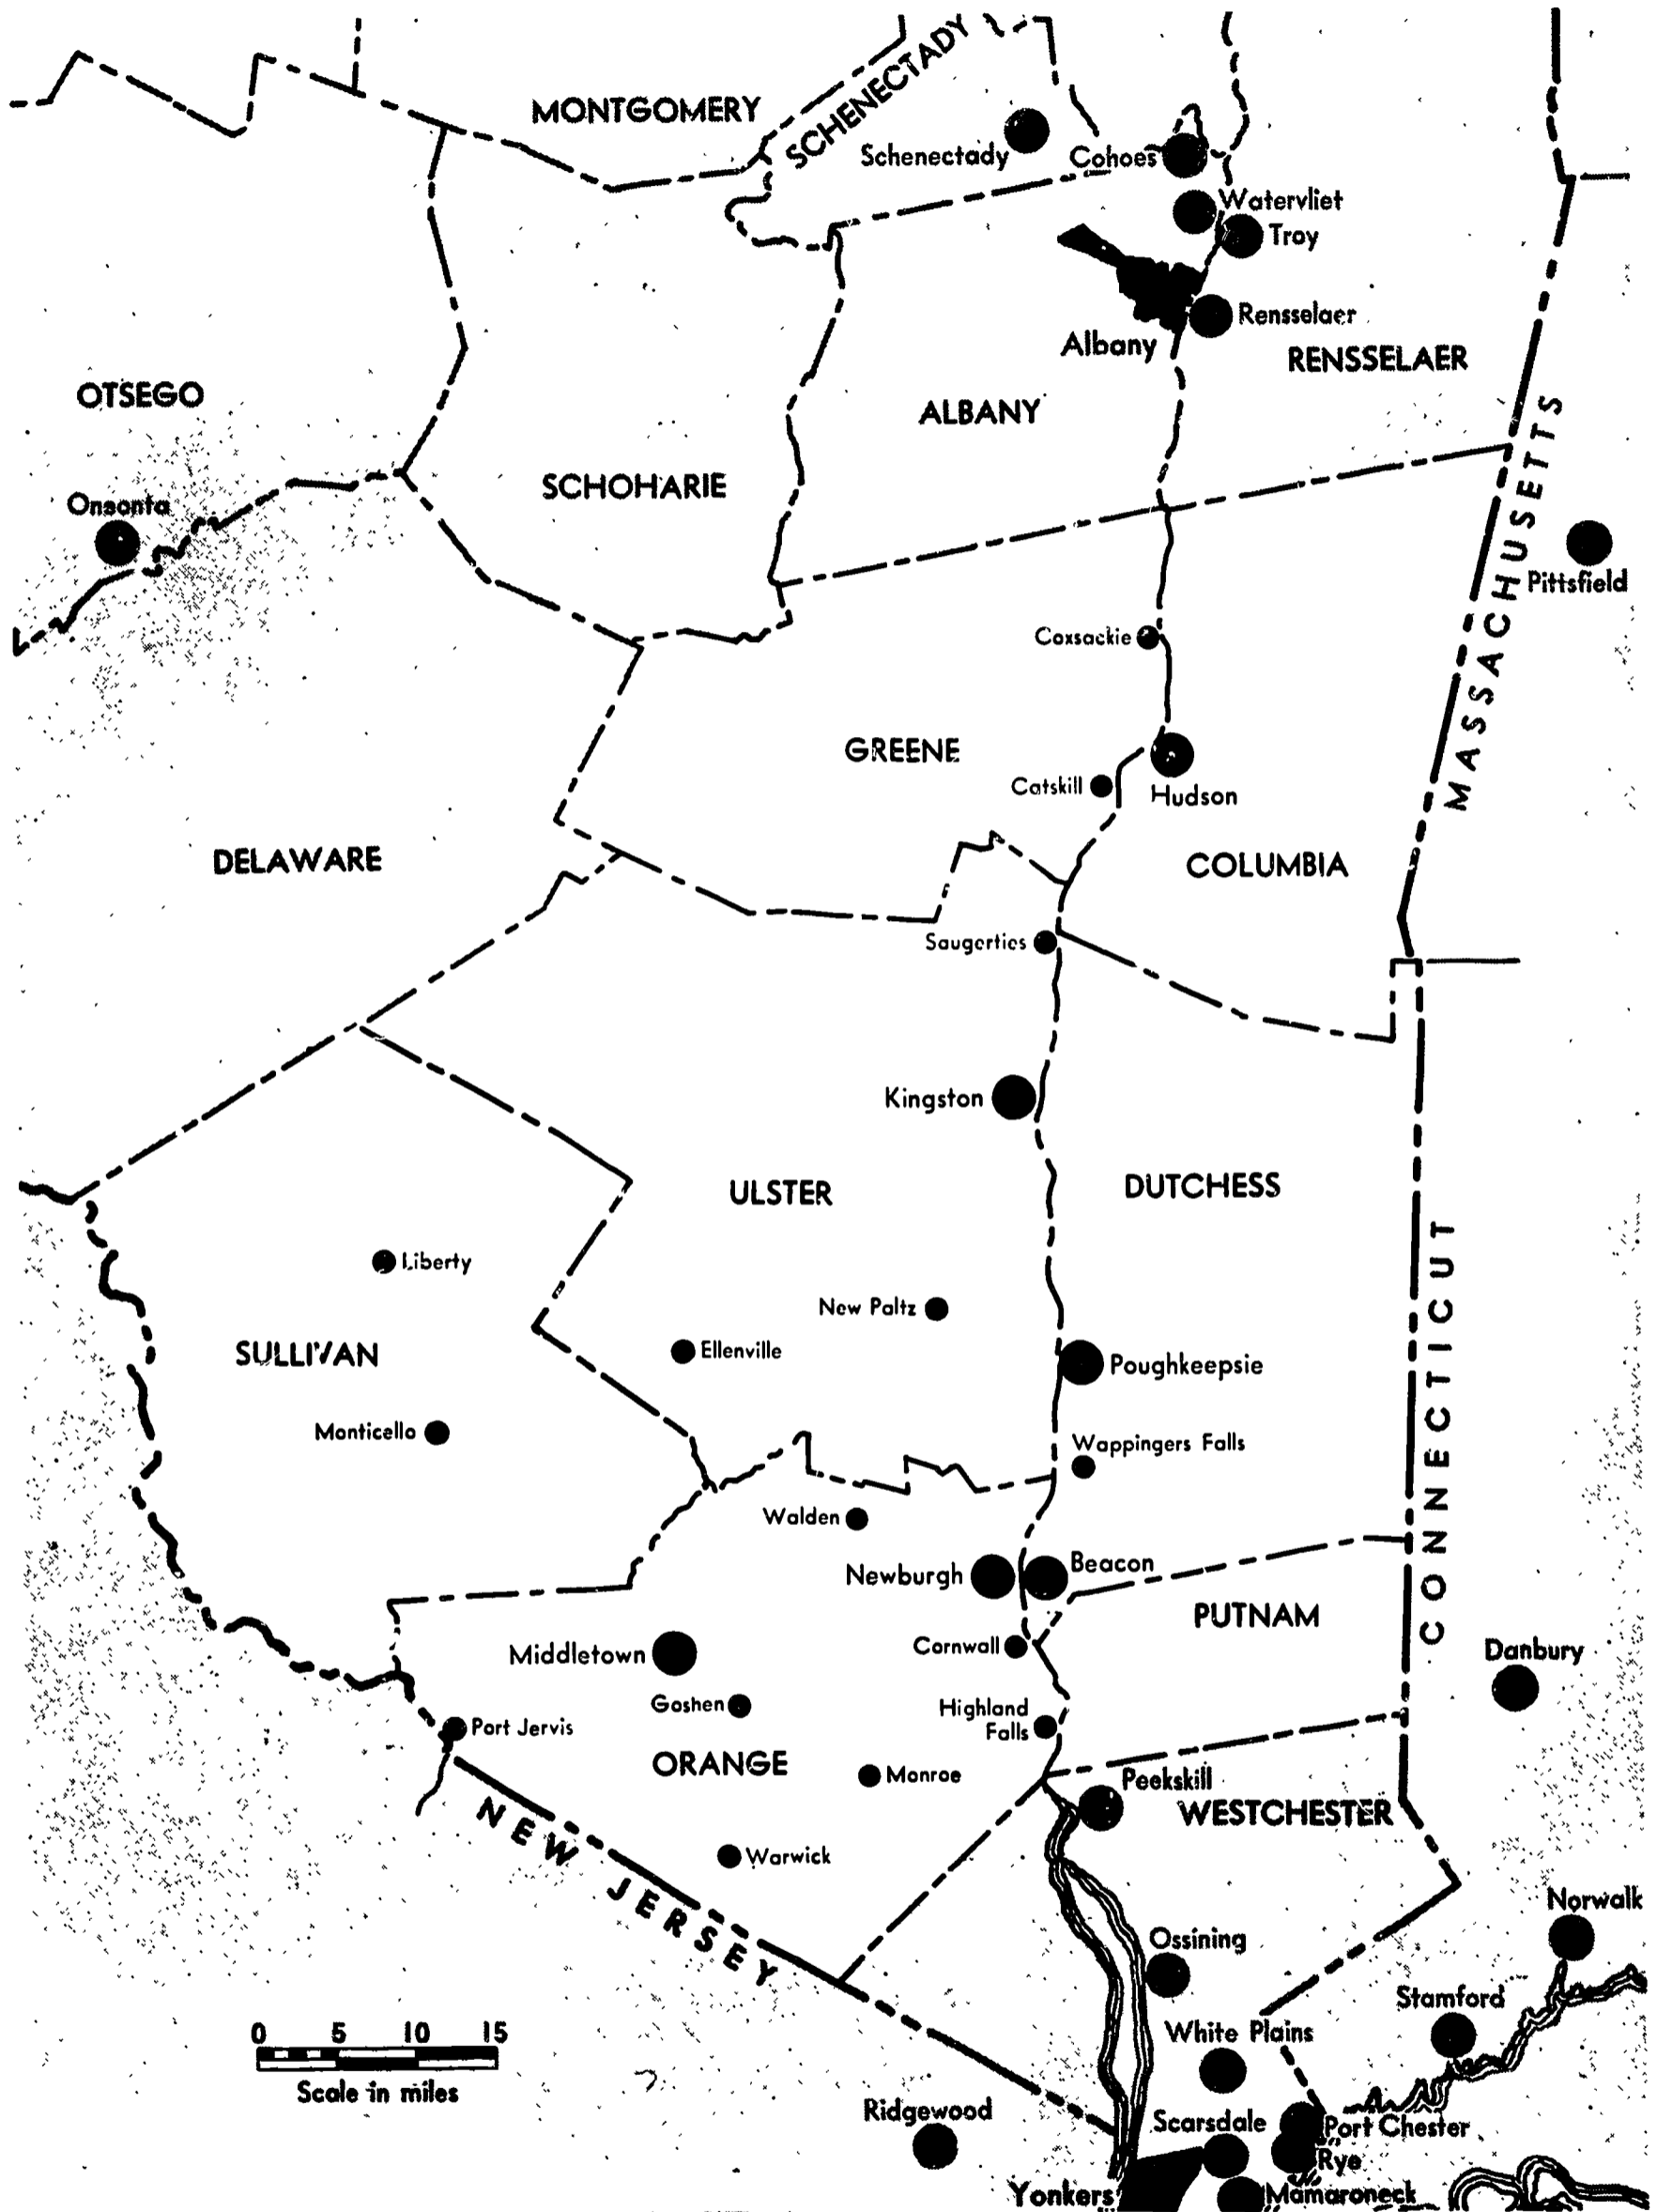 MONTGOMERY
SCHENECTADY
Schenectady
Cohoes
Watervliet
Troy
Rensselaer
Albany
RENSSELAER
OTSEGO
ALBANY
SCHOHARIE
Onsonta
MASSACHUSETTS
Pittsfield
Coxsackie
GREENE
Catskill
Hudson
DELAWARE
COLUMBIA
Saugerties
Kingston
ULSTER
DUTCHESS
Liberty
New Paltz
SULLIVAN
Ellenville
Poughkeepsie
CONNECTICUT
Monticello
Wappingers Falls
Walden
Newburgh
Beacon
PUTNAM
Middletown
Cornwall
Danbury
Goshen
Highland
Falls
Port Jervis
ORANGE
Monroe
Peekskill
WESTCHESTER
NEW JERSEY
Warwick
Norwalk
Ossining
Stamford
White Plains
0 5 10 15
Scale in miles
Ridgewood
Scarsdale
Port Chester
Rye
Yonkers
Mamaroneck